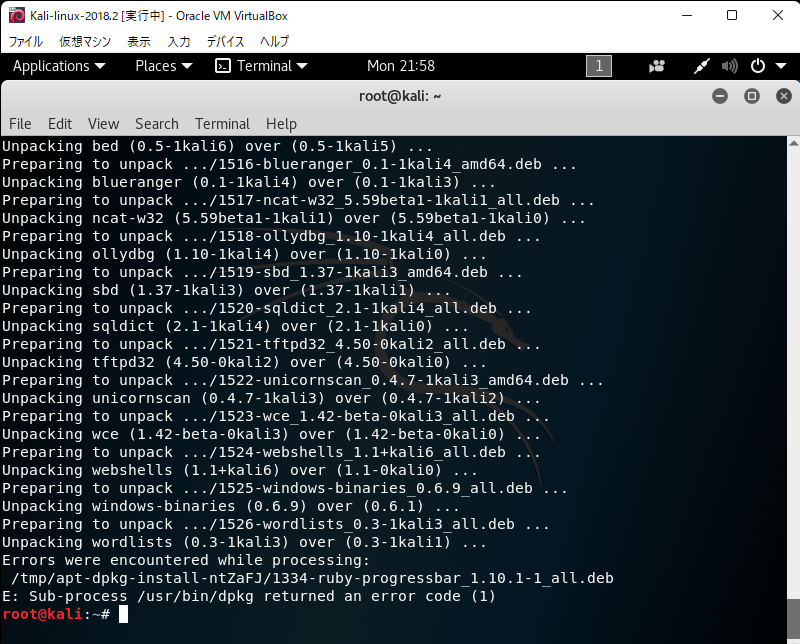 Kali-linux-2018.2 [実行中] - Oracle VM VirtualBox
ファイル 仮想マシン 表示 入力 デバイス ヘルプ
Applications Places Terminal Mon 21:58 1
root@kali: ~
File Edit View Search Terminal Help
Unpacking bed (0.5-1kali6) over (0.5-1kali5) ...
Preparing to unpack .../1516-blueranger_0.1-1kali4_amd64.deb ...
Unpacking blueranger (0.1-1kali4) over (0.1-1kali3) ...
Preparing to unpack .../1517-ncat-w32_5.59beta1-1kali1_all.deb ...
Unpacking ncat-w32 (5.59beta1-1kali1) over (5.59beta1-1kali0) ...
Preparing to unpack .../1518-ollydbg_1.10-1kali4_all.deb ...
Unpacking ollydbg (1.10-1kali4) over (1.10-1kali0) ...
Preparing to unpack .../1519-sbd_1.37-1kali3_amd64.deb ...
Unpacking sbd (1.37-1kali3) over (1.37-1kali1) ...
Preparing to unpack .../1520-sqldict_2.1-1kali4_all.deb ...
Unpacking sqldict (2.1-1kali4) over (2.1-1kali0) ...
Preparing to unpack .../1521-tftpd32_4.50-0kali2_all.deb ...
Unpacking tftpd32 (4.50-0kali2) over (4.50-0kali0) ...
Preparing to unpack .../1522-unicornscan_0.4.7-1kali3_amd64.deb ...
Unpacking unicornscan (0.4.7-1kali3) over (0.4.7-1kali2) ...
Preparing to unpack .../1523-wce_1.42-beta-0kali3_all.deb ...
Unpacking wce (1.42-beta-0kali3) over (1.42-beta-0kali0) ...
Preparing to unpack .../1524-webshells_1.1+kali6_all.deb ...
Unpacking webshells (1.1+kali6) over (1.1-0kali0) ...
Preparing to unpack .../1525-windows-binaries_0.6.9_all.deb ...
Unpacking windows-binaries (0.6.9) over (0.6.1) ...
Preparing to unpack .../1526-wordlists_0.3-1kali3_all.deb ...
Unpacking wordlists (0.3-1kali3) over (0.3-1kali1) ...
Errors were encountered while processing:
 /tmp/apt-dpkg-install-ntZaFJ/1334-ruby-progressbar_1.10.1-1_all.deb
E: Sub-process /usr/bin/dpkg returned an error code (1)
root@kali:~#